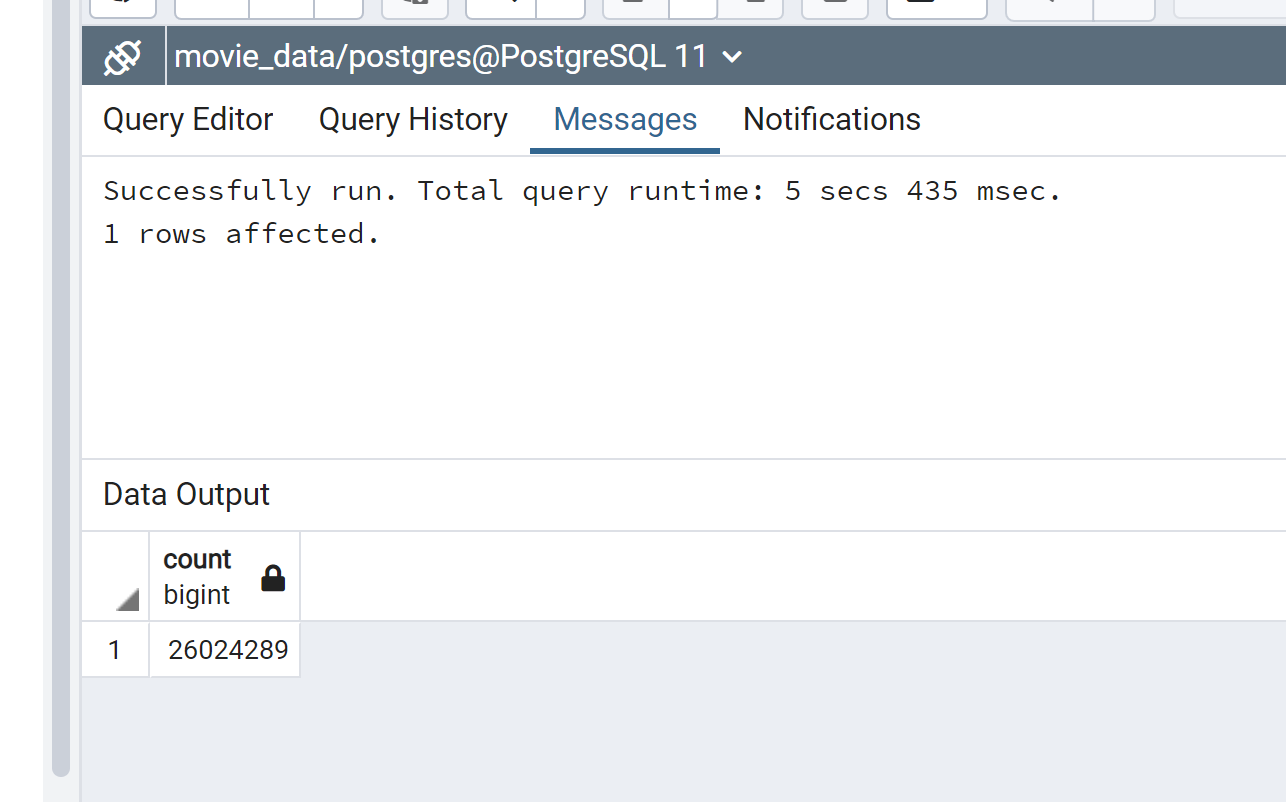 movie_data/postgres@PostgreSQL 11
Query Editor Query History Messages Notifications
Successfully run. Total query runtime: 5 secs 435 msec.
1 rows affected.
Data Output
count
bigint
1 26024289